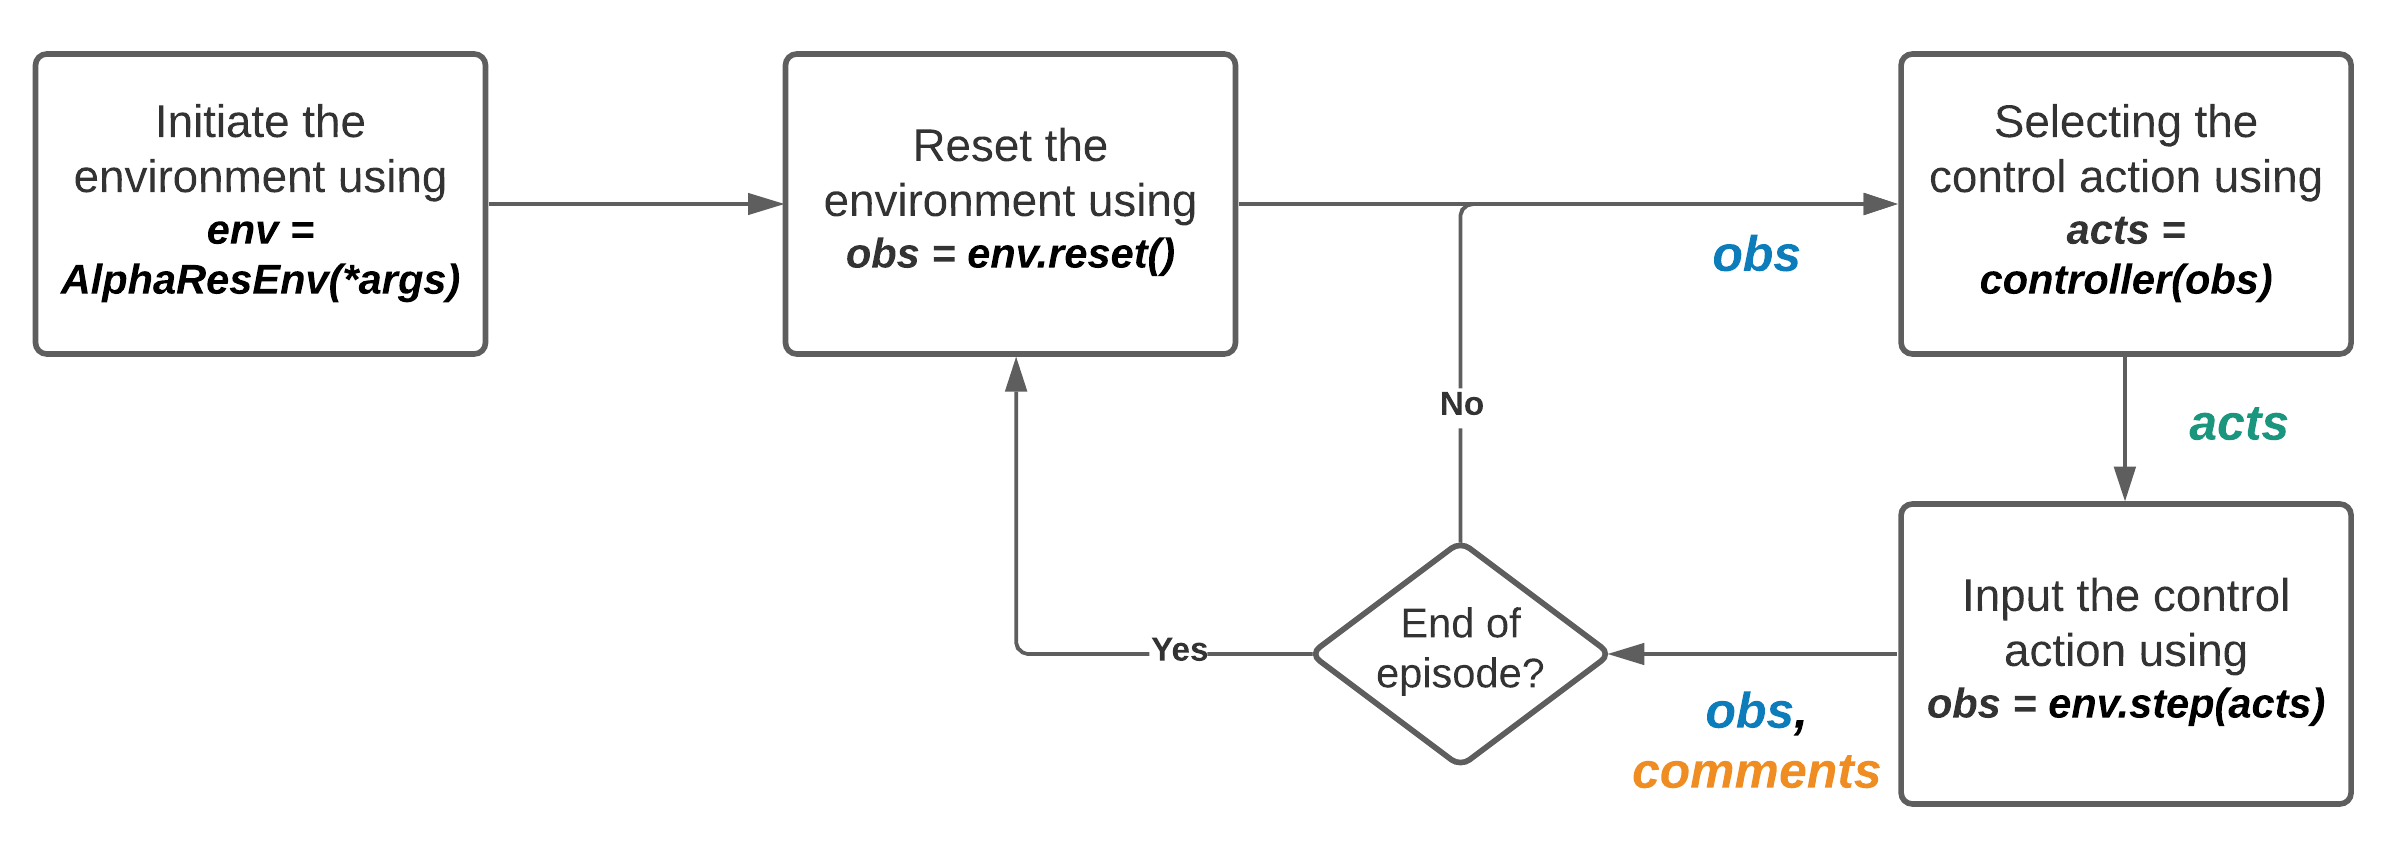 Initiate the
environment using
env =
AlphaResEnv(*args)
Reset the
environment using
obs = env.reset()
obs
Selecting the
control action using
acts =
controller(obs)
acts
Input the control
action using
obs = env.step(acts)
obs,
comments
End of
episode?
No
Yes